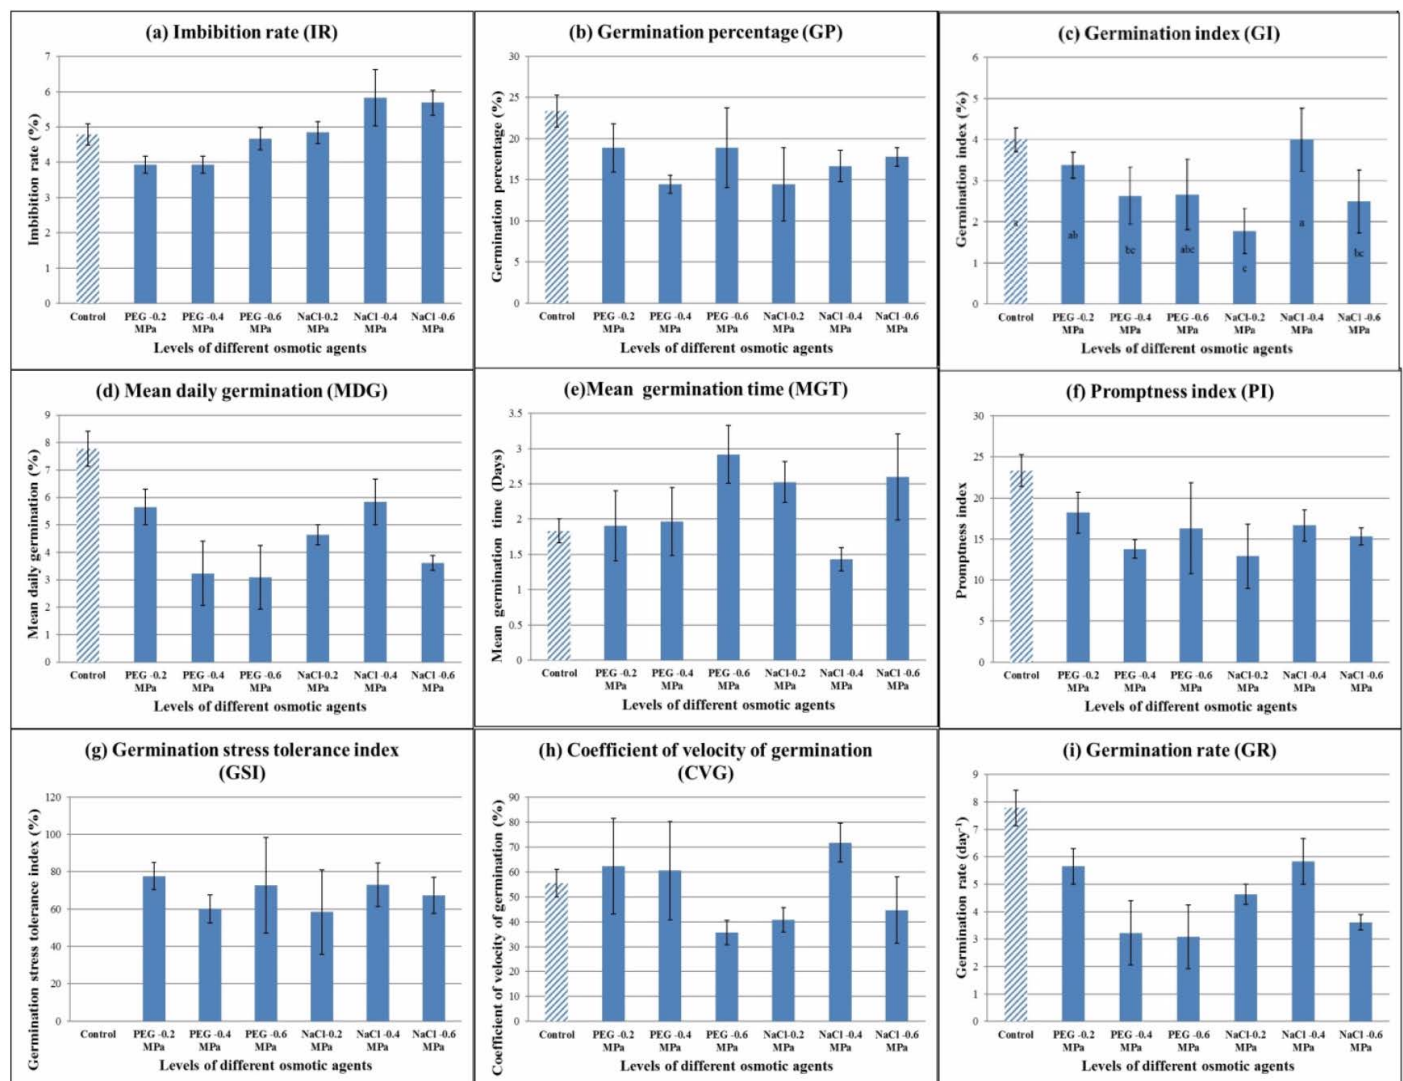 (a) Imbibition rate (IR)
Imbibition rate (%)
7
6
5
4
3
2
1
0
Control PEG -0.2 PEG -0.4 PEG -0.6 NaCl-0.2 NaCl -0.4 NaCl -0.6
MPa MPa MPa MPa MPa MPa
Levels of different osmotic agents
(b) Germination percentage (GP)
Germination percentage (%)
30
25
20
15
10
5
0
Control PEG -0.2 PEG -0.4 PEG -0.6 NaCl-0.2 NaCl -0.4 NaCl -0.6
MPa MPa MPa MPa MPa MPa
Levels of different osmotic agents
(c) Germination index (GI)
Germination index (%)
6
5
4
3
2
1
0
a ab bc abc c a bc
Control PEG -0.2 PEG -0.4 PEG -0.6 NaCl-0.2 NaCl -0.4 NaCl -0.6
MPa MPa MPa MPa MPa MPa
Levels of different osmotic agents
(d) Mean daily germination (MDG)
Mean daily germination (%)
9
8
7
6
5
4
3
2
1
0
Control PEG -0.2 PEG -0.4 PEG -0.6 NaCl-0.2 NaCl -0.4 NaCl -0.6
MPa MPa MPa MPa MPa MPa
Levels of different osmotic agents
(e)Mean germination time (MGT)
Mean germination time (Days)
3.5
3
2.5
2
1.5
1
0.5
0
Control PEG -0.2 PEG -0.4 PEG -0.6 NaCl-0.2 NaCl -0.4 NaCl -0.6
MPa MPa MPa MPa MPa MPa
Levels of different osmotic agents
(f) Promptness index (PI)
Promptness index
30
25
20
15
10
5
0
Control PEG -0.2 PEG -0.4 PEG -0.6 NaCl-0.2 NaCl -0.4 NaCl -0.6
MPa MPa MPa MPa MPa MPa
Levels of different osmotic agents
(g) Germination stress tolerance index
(GSI)
Germination stress tolerance index (%)
120
100
80
60
40
20
0
Control PEG -0.2 PEG -0.4 PEG -0.6 NaCl-0.2 NaCl -0.4 NaCl -0.6
MPa MPa MPa MPa MPa MPa
Levels of different osmotic agents
(h) Coefficient of velocity of germination
(CVG)
Coefficient of velocity of germination (%)
90
80
70
60
50
40
30
20
10
0
Control PEG -0.2 PEG -0.4 PEG -0.6 NaCl-0.2 NaCl -0.4 NaCl -0.6
MPa MPa MPa MPa MPa MPa
Levels of different osmotic agents
(i) Germination rate (GR)
Germination rate (day⁻¹)
9
8
7
6
5
4
3
2
1
0
Control PEG -0.2 PEG -0.4 PEG -0.6 NaCl-0.2 NaCl -0.4 NaCl -0.6
MPa MPa MPa MPa MPa MPa
Levels of different osmotic agents